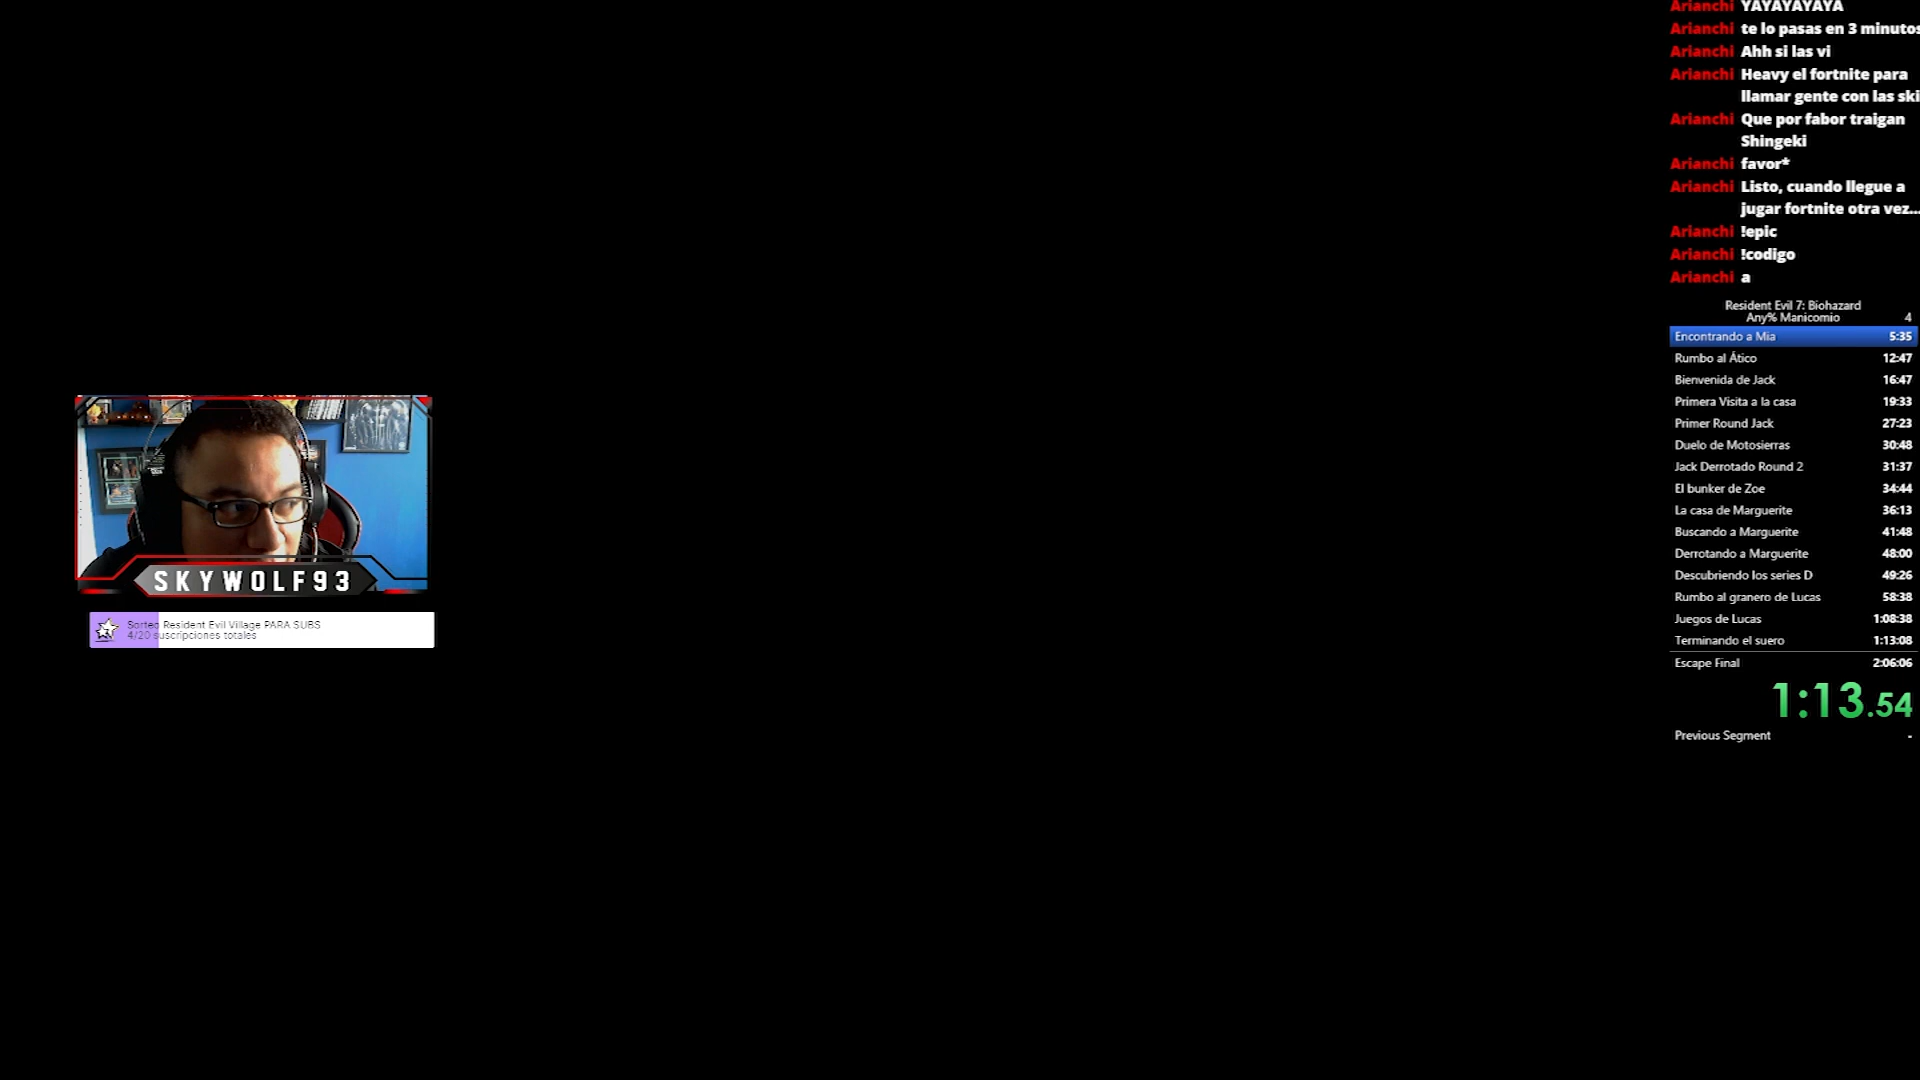 Arianchi YAYAYAYAYA
Arianchi te lo pasas en 3 minutos
Arianchi Ahh si las vi
Arianchi Heavy el fortnite para
llamar gente con las ski
Arianchi Que por fabor traigan
Shingeki
Arianchi favor*
Arianchi Listo, cuando llegue a
jugar fortnite otra vez...
Arianchi !epic
Arianchi !codigo
Arianchi a
Resident Evil 7: Biohazard
Any% Manicomio 4
Encontrando a Mia 5:35
Rumbo al Ático 12:47
Bienvenida de Jack 16:47
Primera Visita a la casa 19:33
Primer Round Jack 27:23
Duelo de Motosierras 30:48
Jack Derrotado Round 2 31:37
El bunker de Zoe 34:44
La casa de Marguerite 36:13
Buscando a Marguerite 41:48
Derrotando a Marguerite 48:00
Descubriendo los series D 49:26
Rumbo al granero de Lucas 58:38
Juegos de Lucas 1:08:38
Terminando el suero 1:13:08
Escape Final 2:06:06
1:13.54
Previous Segment -
SKYWOLF93
Sorteo Resident Evil Village PARA SUBS
4/20 suscripciones totales